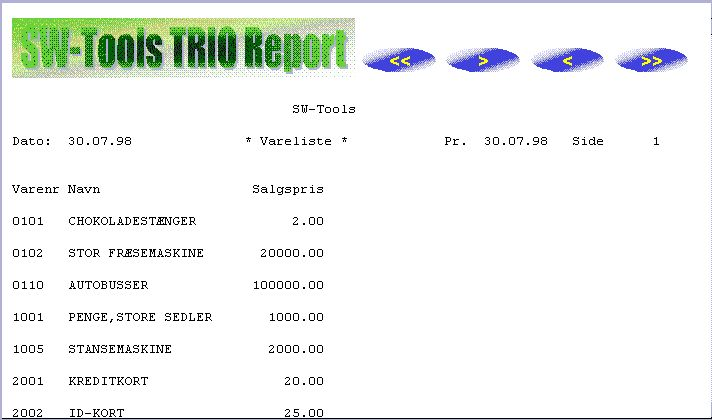 SW-Tools TRIO Report << > < >>
SW-Tools
Dato: 30.07.98 * Vareliste * Pr. 30.07.98 Side 1
Varenr Navn Salgspris
0101 CHOKOLADESTÆNGER 2.00
0102 STOR FRÆSEMASKINE 20000.00
0110 AUTOBUSSER 100000.00
1001 PENGE,STORE SEDLER 1000.00
1005 STANSEMASKINE 2000.00
2001 KREDITKORT 20.00
2002 ID-KORT 25.00